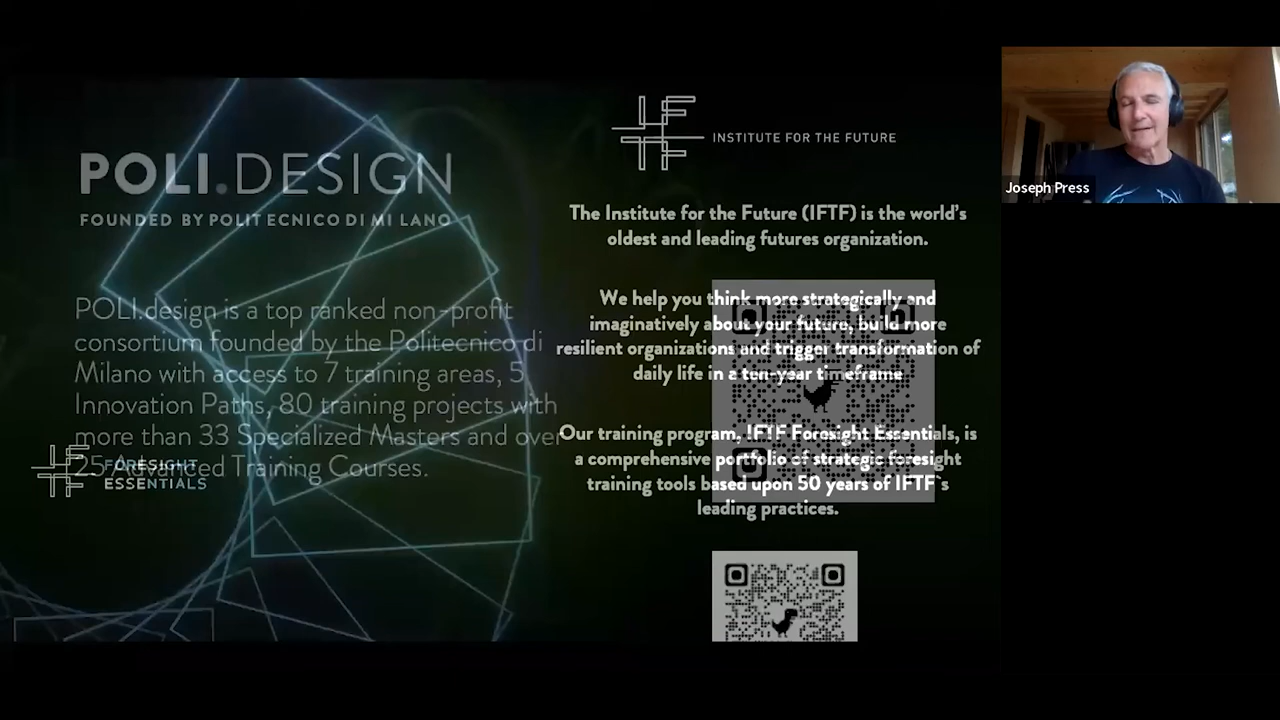 POLI.DESIGN
FOUNDED BY POLITECNICO DI MILANO
POLI.design is a top ranked non-profit
consortium founded by the Politecnico di
Milano with access to 7 training areas, 5
Innovation Paths, 80 training projects with
more than 33 Specialized Masters and over
25 Advanced Training Courses.
FORESIGHT
ESSENTIALS
INSTITUTE FOR THE FUTURE
The Institute for the Future (IFTF) is the world's
oldest and leading futures organization.
We help you think more strategically and
imaginatively about your future, build more
resilient organizations and trigger transformation of
daily life in a ten-year timeframe
Our training program, IFTF Foresight Essentials, is
a comprehensive portfolio of strategic foresight
training tools based upon 50 years of IFTF`s
leading practices.
Joseph Press